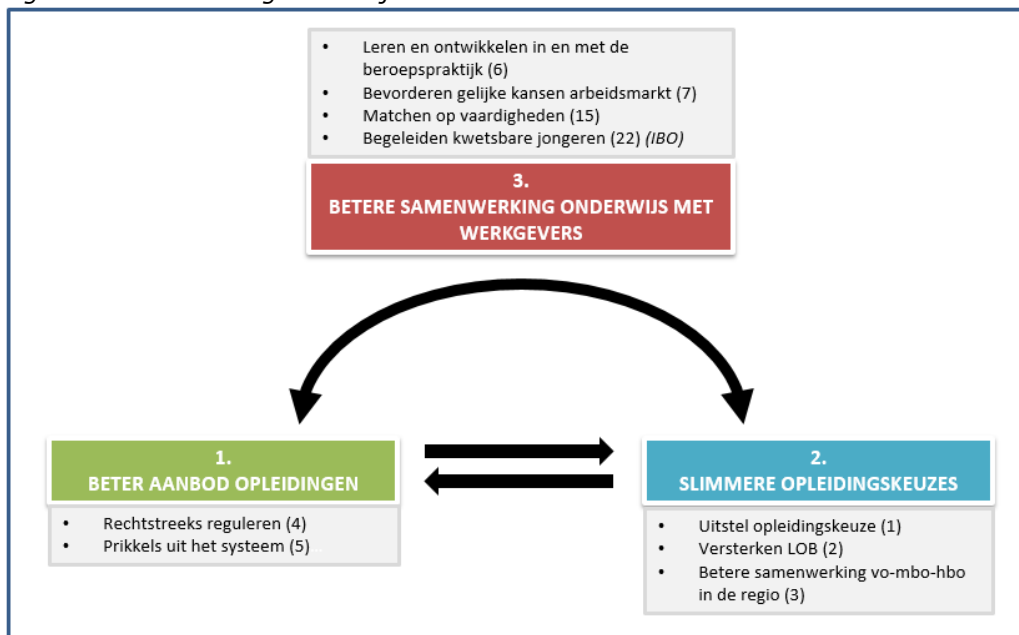 • Leren en ontwikkelen in en met de
beroepspraktijk (6)
• Bevorderen gelijke kansen arbeidsmarkt (7)
• Matchen op vaardigheden (15)
• Begeleiden kwetsbare jongeren (22) (IBO)
3.
BETERE SAMENWERKING ONDERWIJS MET
WERKGEVERS
1.
BETER AANBOD OPLEIDINGEN
• Rechtstreeks reguleren (4)
• Prikkels uit het systeem (5)
2.
SLIMMERE OPLEIDINGSKEUZES
• Uitstel opleidingskeuze (1)
• Versterken LOB (2)
• Betere samenwerking vo-mbo-hbo
in de regio (3)